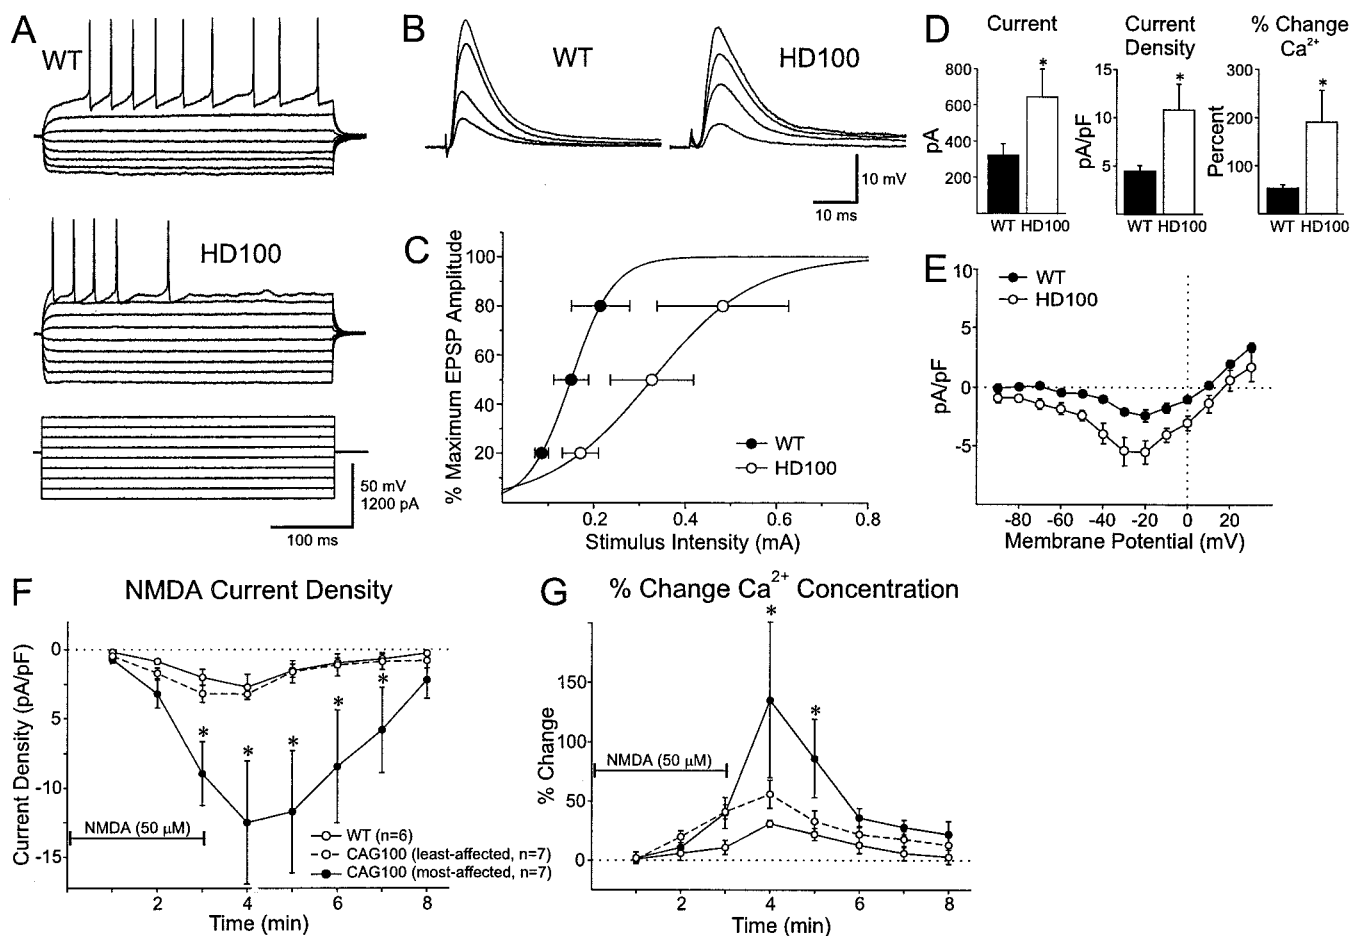 A
WT
HD100
50 mV
1200 pA
100 ms
B
WT
HD100
10 mV
10 ms
C
% Maximum EPSP Amplitude
100
80
60
40
20
WT
HD100
0.2
0.4
0.6
0.8
Stimulus Intensity (mA)
D
Current
pA
800
600
400
200
*
WT HD100
Current
Density
pA/pF
15
10
5
*
WT HD100
% Change
Ca2+
Percent
300
200
100
*
WT HD100
E
pA/pF
10
5
0
-5
WT
HD100
-80
-60
-40
-20
0
20
Membrane Potential (mV)
F
NMDA Current Density
Current Density (pA/pF)
0
5
-10
-15
* * * * *
NMDA (50 µM)
WT (n=6)
CAG100 (least-affected, n=7)
CAG100 (most-affected, n=7)
2
4
6
8
Time (min)
G
% Change Ca2+ Concentration
% Change
150
100
50
0
* *
NMDA (50 µM)
2
4
6
8
Time (min)